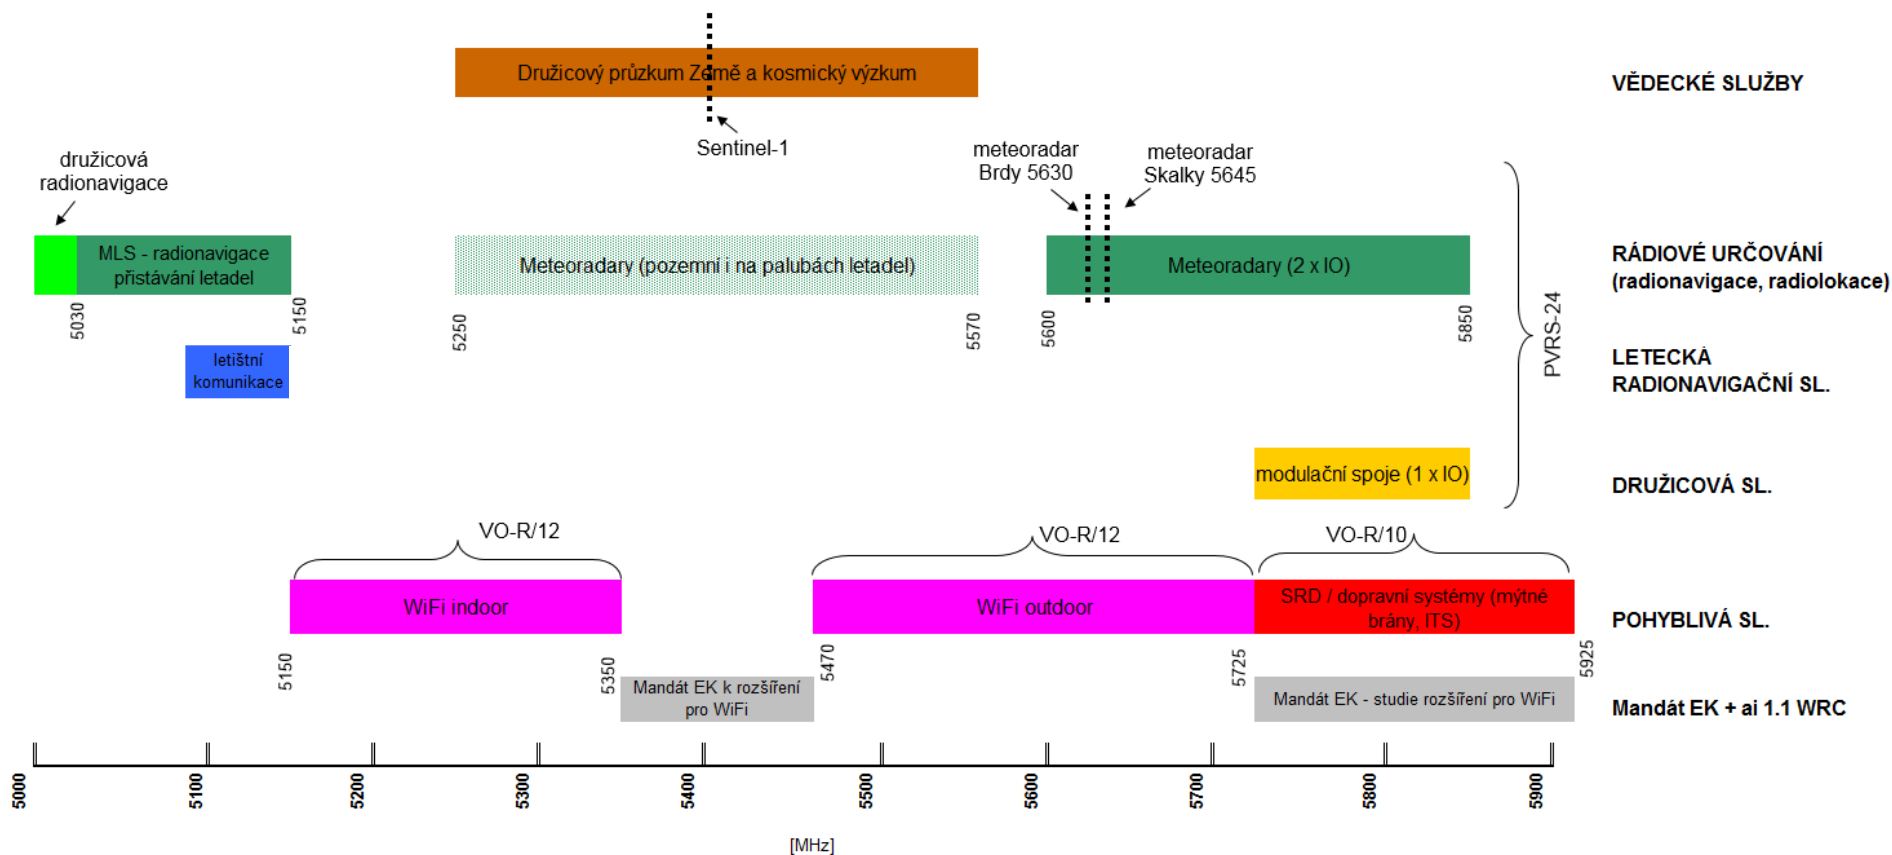 Družicový průzkum Země a kosmický výzkum
VĚDECKÉ SLUŽBY
Sentinel-1
družicová
radionavigace
meteoradar
Brdy 5630
meteoradar
Skalky 5645
MLS - radionavigace
přistávání letadel
Meteoradary (pozemní i na palubách letadel)
Meteoradary (2 x IO)
RÁDIOVÉ URČOVÁNÍ
(radionavigace, radiolokace)
5030
5150
5250
5570
5600
5850
PVRS-24
letištní
komunikace
LETECKÁ
RADIONAVIGAČNÍ SL.
modulační spoje (1 x IO)
DRUŽICOVÁ SL.
VO-R/12
VO-R/12
VO-R/10
WiFi indoor
WiFi outdoor
SRD / dopravní systémy (mýtné
brány, ITS)
POHYBLIVÁ SL.
5150
5350
5470
5725
5925
Mandát EK k rozšíření
pro WiFi
Mandát EK - studie rozšíření pro WiFi
Mandát EK + ai 1.1 WRC
5000
5100
5200
5300
5400
5500
5600
5700
5800
5900
[MHz]